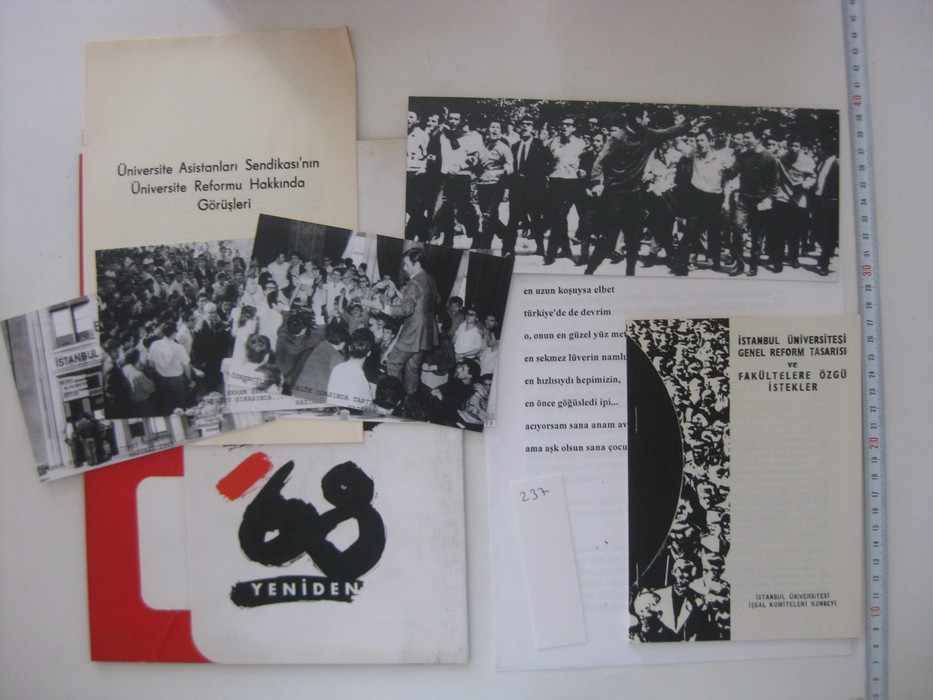 Üniversite Asistanları Sendikası'nın
Üniversite Reformu Hakkında
Görüşleri
İSTANBUL
en uzun koşuysa elbet
türkiye'de de devrim
o, onun en güzel yüz
en sekmez lüverin
en hızlısıydı hepimizin,
en önce göğüsledi ipi...
acıyorsam sana anam
ama aşk olsun sana
İSTANBUL ÜNİVERSİTESİ
GENEL REFORM TASARISI
ve
FAKÜLTELERE ÖZGÜ
İSTEKLER
İSTANBUL ÜNİVERSİTESİ
İŞGAL KOMİTELERİ KONSEYİ
237
'68
YENİDEN